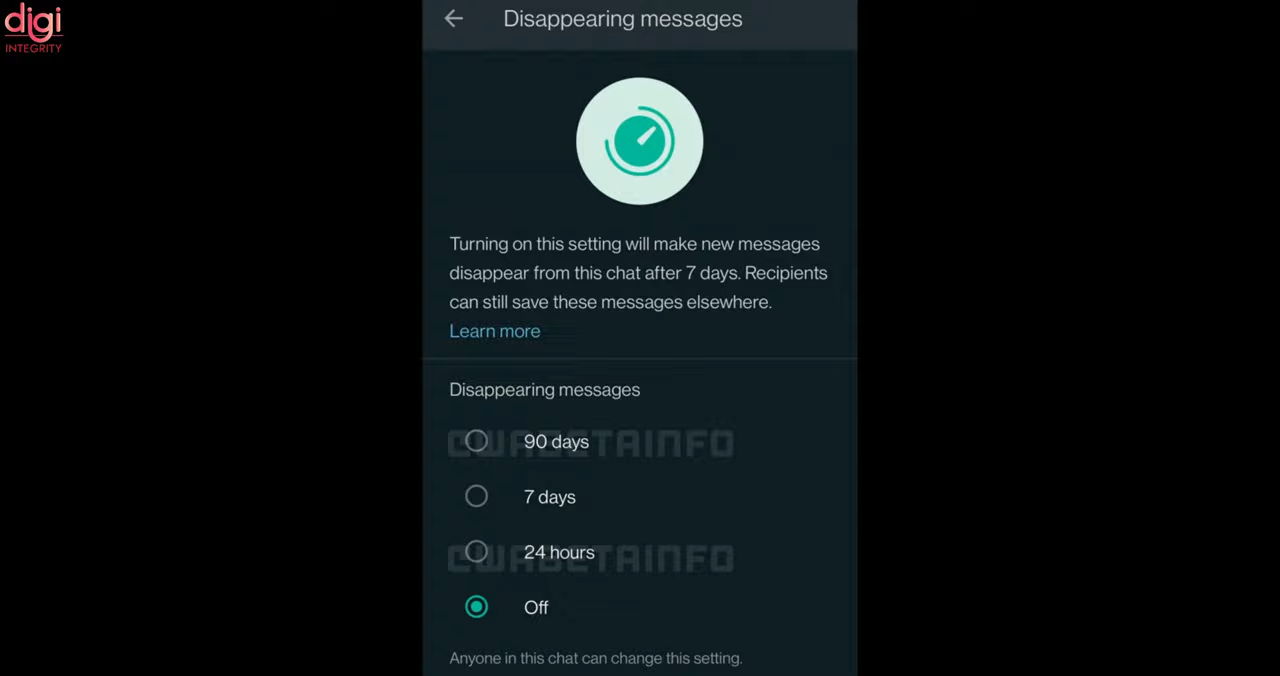 digi
INTEGRITY
Disappearing messages
Turning on this setting will make new messages
disappear from this chat after 7 days. Recipients
can still save these messages elsewhere.
Learn more
Disappearing messages
CWABETAINFO
90 days
7 days
CWABETAINFO
24 hours
Off
Anyone in this chat can change this setting.